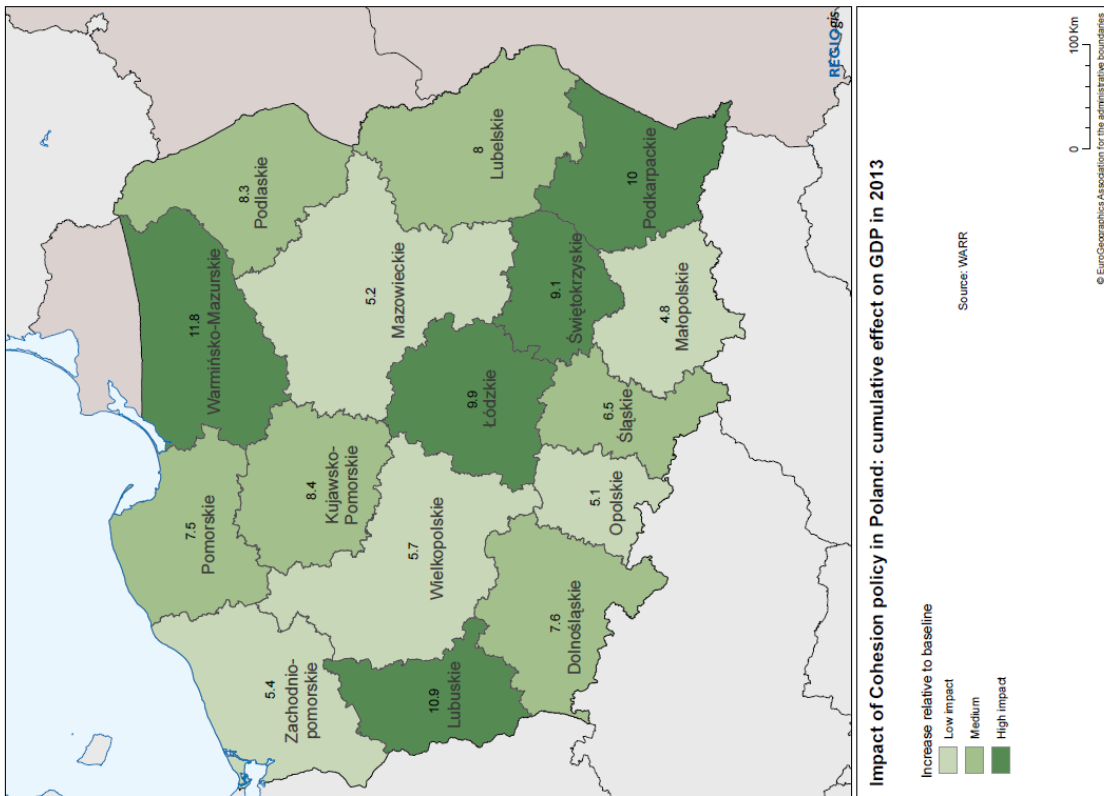 11.8
Warmińsko-Mazurskie
8.3
Podlaskie
7.5
Pomorskie
5.4
Zachodnio-
pomorskie
8.4
Kujawsko-
Pomorskie
5.2
Mazowieckie
5.7
Wielkopolskie
10.9
Lubuskie
9.9
Łódzkie
8
Lubelskie
7.6
Dolnośląskie
5.1
Opolskie
6.5
Śląskie
9.1
Świętokrzyskie
4.8
Małopolskie
10
Podkarpackie
REGIOgis
Impact of Cohesion policy in Poland: cumulative effect on GDP in 2013
Increase relative to baseline
Low impact
Medium
High impact
Source: WARR
0 100 Km
© EuroGeographics Association for the administrative boundaries